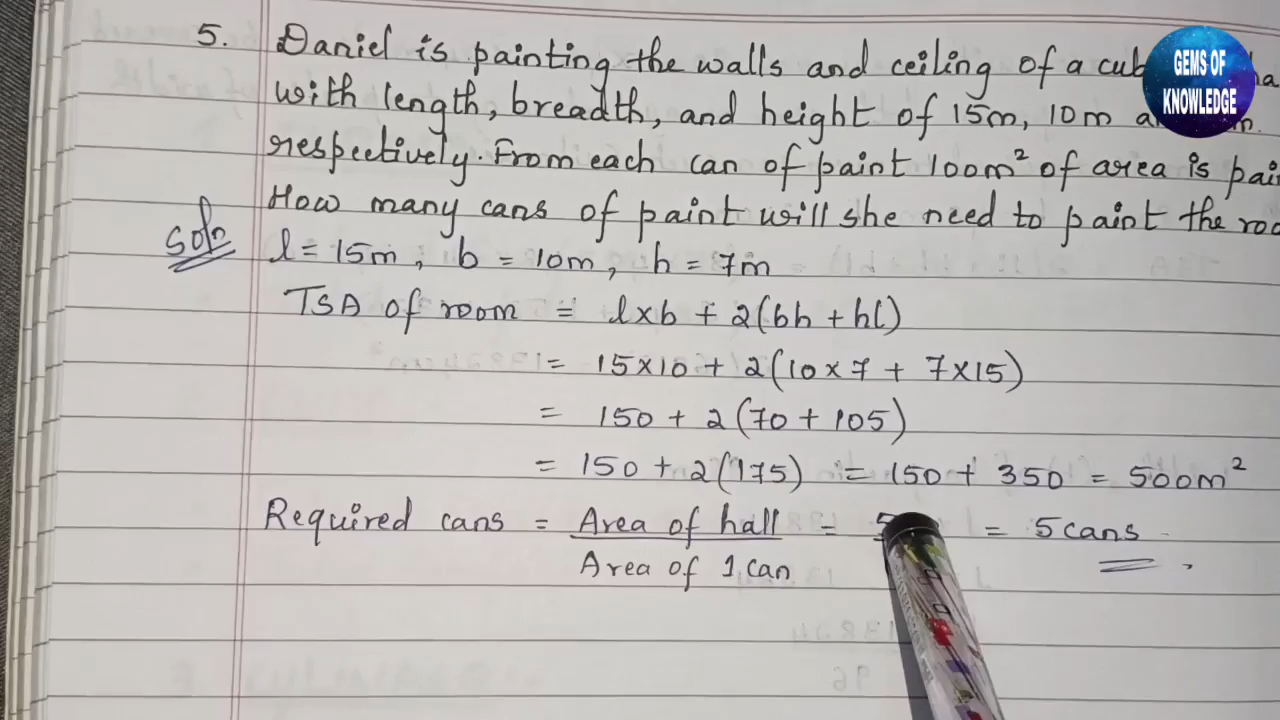 5. Daniel is painting the walls and ceiling of a
with length, breadth, and height of 15m, 10m
respectively. From each can of paint 100m² of area is
How many cans of paint will she need to paint the
Soln l = 15m, b = 10m, h = 7m
TSA of room = l×b + 2(bh + hl)
= 15×10 + 2(10×7 + 7×15)
= 150 + 2(70 + 105)
= 150 + 2(175) = 150 + 350 = 500m²
Required cans = Area of hall / Area of 1 can = = 5 cans.
GEMS OF
KNOWLEDGE